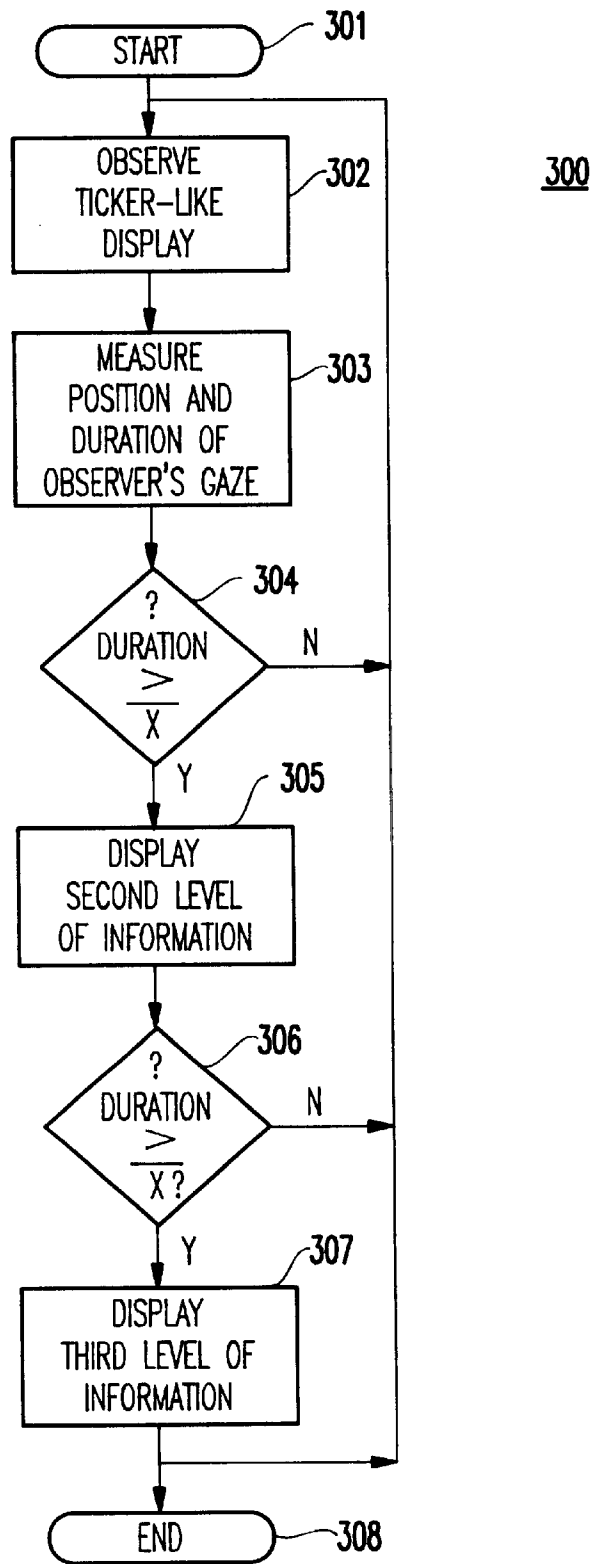 START
301
OBSERVE
TICKER-LIKE
DISPLAY
302
300
MEASURE
POSITION AND
DURATION OF
OBSERVER'S GAZE
303
304
?
DURATION
>
X
N
Y
305
DISPLAY
SECOND LEVEL
OF INFORMATION
306
?
DURATION
>
X?
N
Y
307
DISPLAY
THIRD LEVEL OF
INFORMATION
END
308